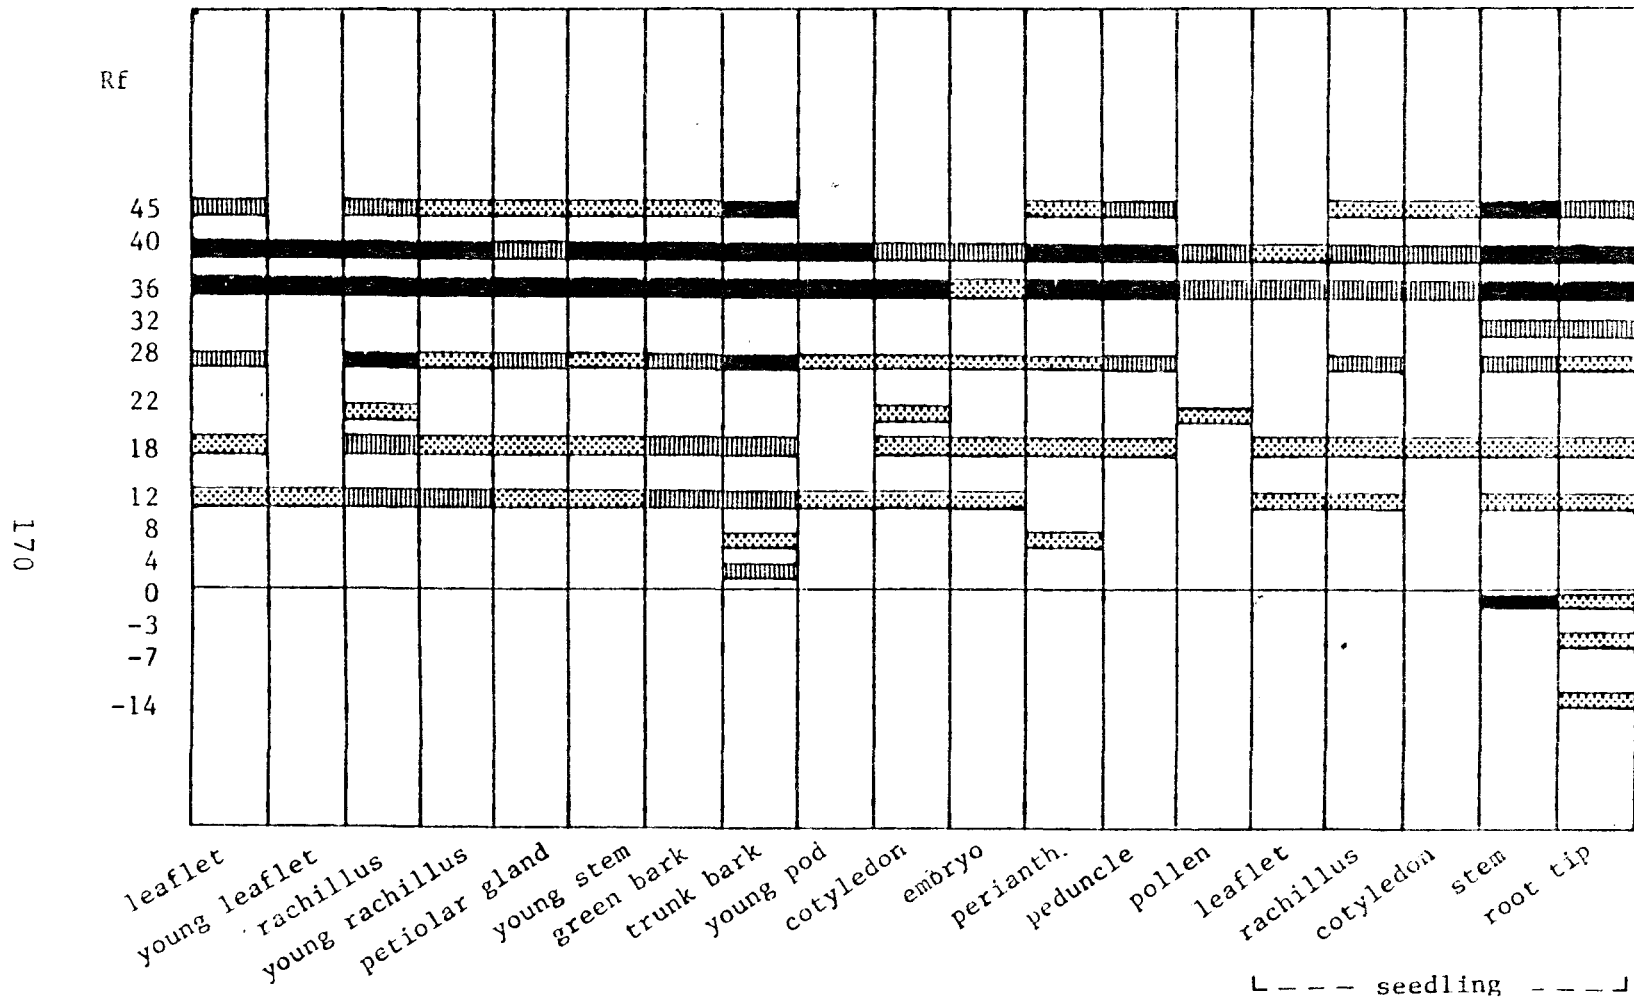 Rf
45
40
36
32
28
22
18
12
8
4
0
-3
-7
-14
170
leaflet
young leaflet
rachillus
young rachillus
petiolar gland
young stem
green bark
trunk bark
young pod
cotyledon
embryo
perianth.
peduncle
pollen
leaflet
rachillus
cotyledon
stem
root tip
seedling